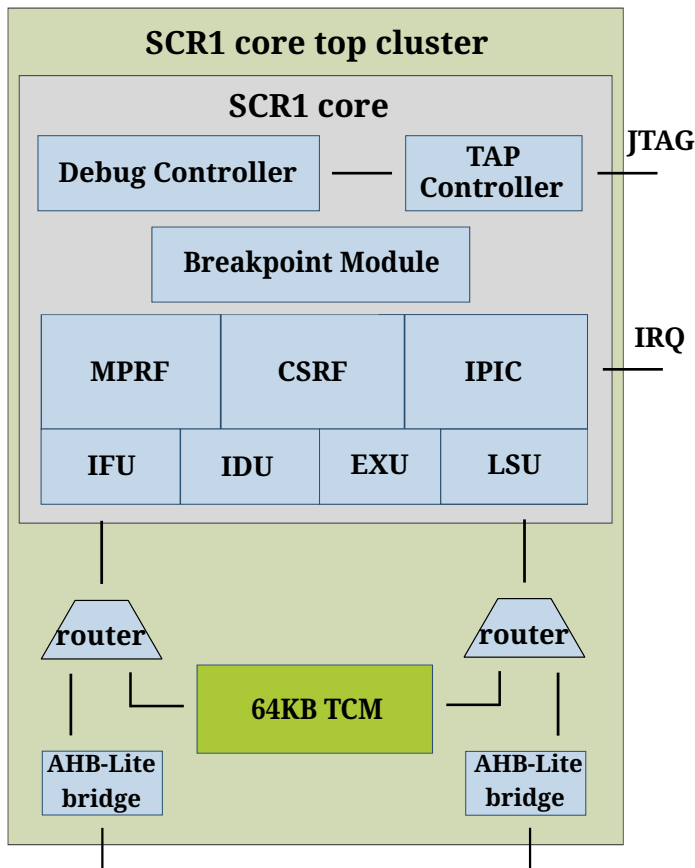 SCR1 core top cluster
SCR1 core
JTAG
Debug Controller
TAP
Controller
Breakpoint Module
IRQ
MPRF
CSRF
IPIC
IFU
IDU
EXU
LSU
router
router
64KB TCM
AHB-Lite
bridge
AHB-Lite
bridge